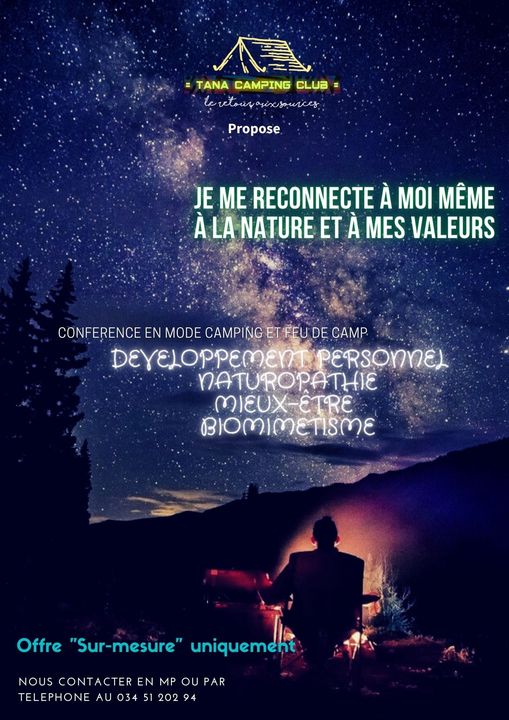 = TANA CAMPING CLUB =
le retour aux sources
Propose
JE ME RECONNECTE À MOI MÊME
À LA NATURE ET À MES VALEURS
CONFERENCE EN MODE CAMPING ET FEU DE CAMP
DEVELOPPEMENT PERSONNEL
NATUROPATHIE
MIEUX-ÊTRE
BIOMIMETISME
Offre "Sur-mesure" uniquement
NOUS CONTACTER EN MP OU PAR
TELEPHONE AU 034 51 202 94